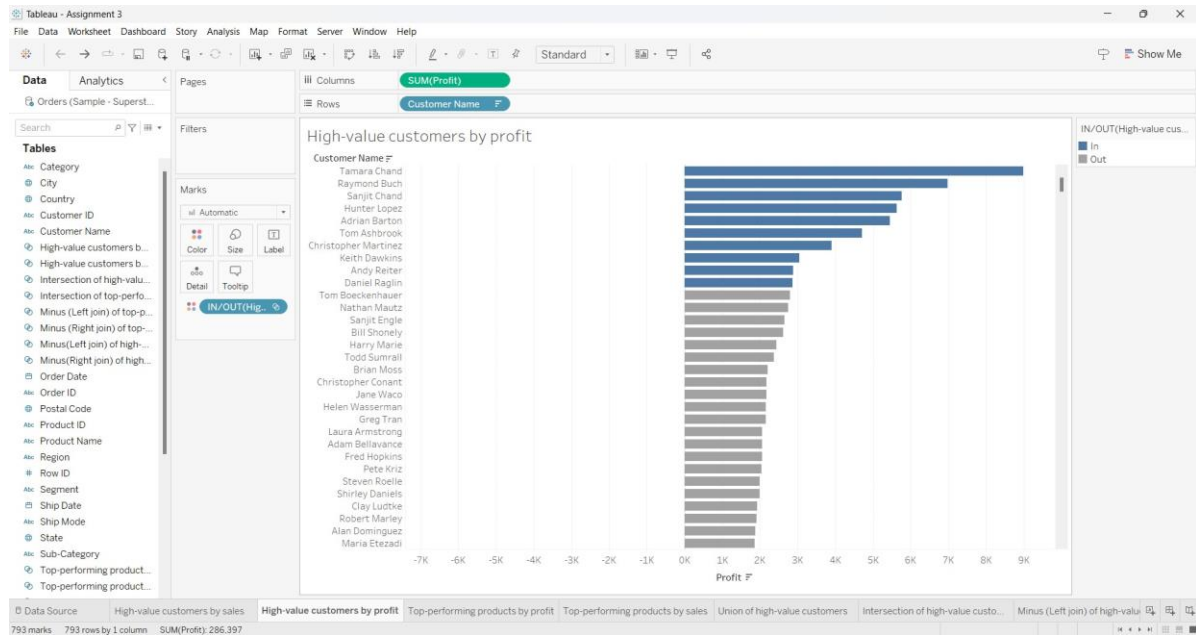 Tableau - Assignment 3
File Data Worksheet Dashboard Story Analysis Map Format Server Window Help
Standard
Show Me
Data Analytics
Orders (Sample - Superst...
Search
Tables
Abc Category
City
Country
Abc Customer ID
Abc Customer Name
High-value customers b...
High-value customers b...
Intersection of high-valu...
Intersection of top-perfo...
Minus (Left join) of top-p...
Minus (Right join) of top-...
Minus(Left join) of high-...
Minus(Right join) of high...
Order Date
Abc Order ID
Postal Code
Abc Product ID
Abc Product Name
Abc Region
# Row ID
Abc Segment
Ship Date
Abc Ship Mode
State
Abc Sub-Category
Top-performing product...
Top-performing product...
Pages
Filters
Marks
Automatic
Color Size Label
Detail Tooltip
IN/OUT(Hig..
Columns SUM(Profit)
Rows Customer Name
High-value customers by profit
Customer Name
Tamara Chand
Raymond Buch
Sanjit Chand
Hunter Lopez
Adrian Barton
Tom Ashbrook
Christopher Martinez
Keith Dawkins
Andy Reiter
Daniel Raglin
Tom Boeckenhauer
Nathan Mautz
Sanjit Engle
Bill Shonely
Harry Marie
Todd Sumrall
Brian Moss
Christopher Conant
Jane Waco
Helen Wasserman
Greg Tran
Laura Armstrong
Adam Bellavance
Fred Hopkins
Pete Kriz
Steven Roelle
Shirley Daniels
Clay Ludtke
Robert Marley
Alan Dominguez
Maria Etezadi
-7K -6K -5K -4K -3K -2K -1K 0K 1K 2K 3K 4K 5K 6K 7K 8K 9K
Profit
IN/OUT(High-value cus...
In
Out
Data Source High-value customers by sales High-value customers by profit Top-performing products by profit Top-performing products by sales Union of high-value customers Intersection of high-value custo... Minus (Left join) of high-valu
793 marks 793 rows by 1 column SUM(Profit): 286,397